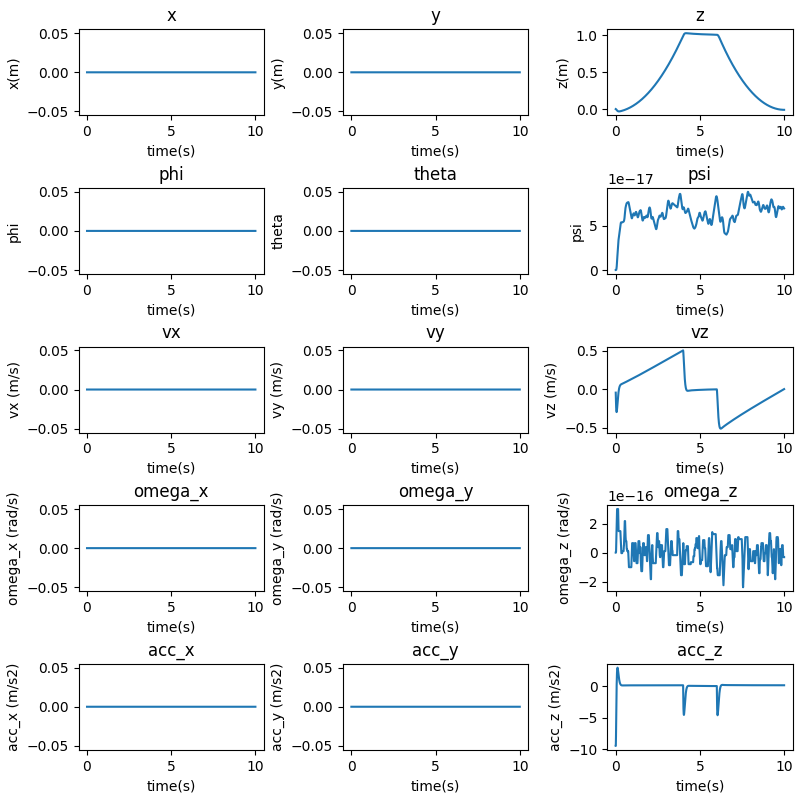 x y z
0.05 0.05 1.0
x(m) 0.00 y(m) 0.00 z(m) 0.5
−0.05 −0.05 0.0
0 5 10 0 5 10 0 5 10
time(s) time(s) time(s)
phi theta 1e−17 psi
0.05 0.05
phi 0.00 theta 0.00 psi 5
−0.05 −0.05 0
0 5 10 0 5 10 0 5 10
time(s) time(s) time(s)
vx vy vz
0.05 0.05 0.5
vx (m/s) 0.00 vy (m/s) 0.00 vz (m/s) 0.0
−0.05 −0.05 −0.5
0 5 10 0 5 10 0 5 10
time(s) time(s) time(s)
omega_x omega_y 1e−16 omega_z
0.05 0.05 2
omega_x (rad/s) 0.00 omega_y (rad/s) 0.00 omega_z (rad/s) 0
−0.05 −0.05 −2
0 5 10 0 5 10 0 5 10
time(s) time(s) time(s)
acc_x acc_y acc_z
0.05 0.05 0
acc_x (m/s2) 0.00 acc_y (m/s2) 0.00 acc_z (m/s2) −5
−0.05 −0.05 −10
0 5 10 0 5 10 0 5 10
time(s) time(s) time(s)